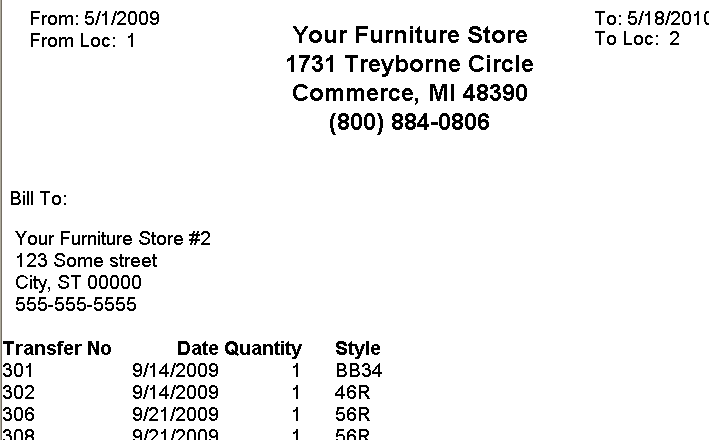 From: 5/1/2009
To: 5/18/2010
From Loc: 1
To Loc: 2
Your Furniture Store
1731 Treyborne Circle
Commerce, MI 48390
(800) 884-0806
Bill To:
Your Furniture Store #2
123 Some street
City, ST 00000
555-555-5555
Transfer No Date Quantity Style
301 9/14/2009 1 BB34
302 9/14/2009 1 46R
306 9/21/2009 1 56R
308 9/21/2009 1 56R